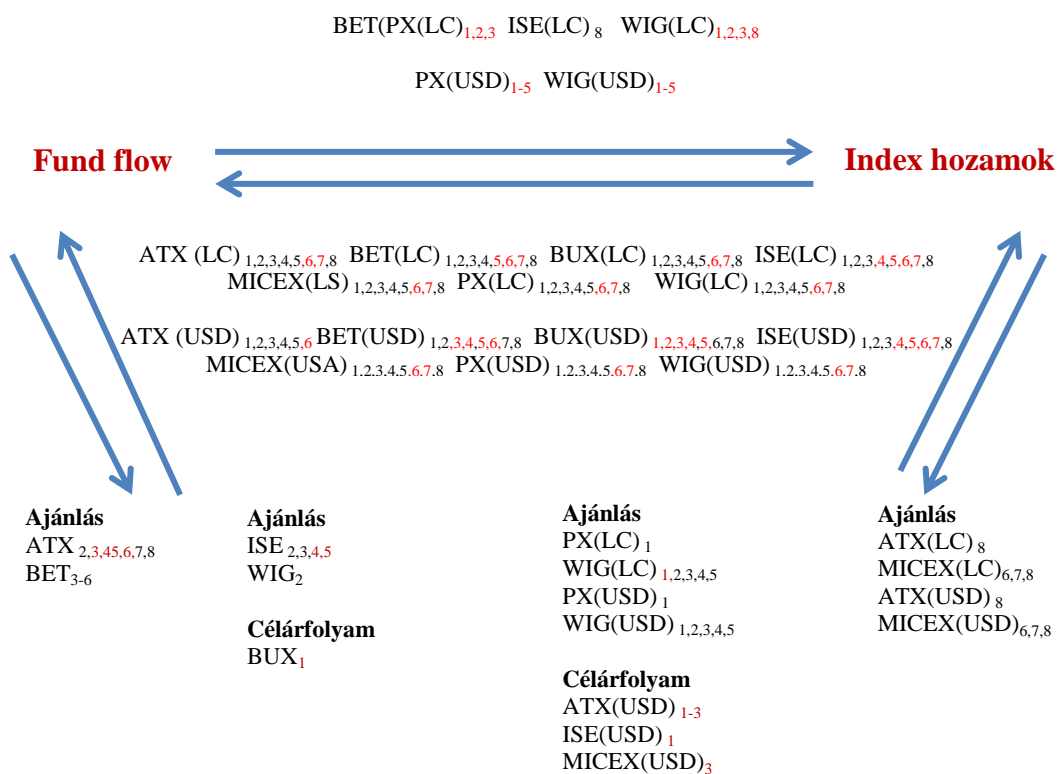 BET(PX(LC)1,2,3 ISE(LC) 8 WIG(LC)1,2,3,8
PX(USD)1-5 WIG(USD)1-5
Fund flow
Index hozamok
ATX (LC) 1,2,3,4,5,6,7,8 BET(LC) 1,2,3,4,5,6,7,8 BUX(LC) 1,2,3,4,5,6,7,8 ISE(LC) 1,2,3,4,5,6,7,8
MICEX(LS) 1,2,3,4,5,6,7,8 PX(LC) 1,2,3,4,5,6,7,8 WIG(LC) 1,2,3,4,5,6,7,8
ATX (USD) 1,2,3,4,5,6 BET(USD) 1,2,3,4,5,6,7,8 BUX(USD) 1,2,3,4,5,6,7,8 ISE(USD) 1,2,3,4,5,6,7,8
MICEX(USA) 1,2,3,4,5,6,7,8 PX(USD) 1,2,3,4,5,6,7,8 WIG(USD) 1,2,3,4,5,6,7,8
Ajánlás
ATX 2,3,45,6,7,8
BET3-6
Ajánlás
ISE 2,3,4,5
WIG2
Célárfolyam
BUX1
Ajánlás
PX(LC) 1
WIG(LC) 1,2,3,4,5
PX(USD) 1
WIG(USD) 1,2,3,4,5
Célárfolyam
ATX(USD) 1-3
ISE(USD) 1
MICEX(USD)3
Ajánlás
ATX(LC) 8
MICEX(LC)6,7,8
ATX(USD) 8
MICEX(USD)6,7,8